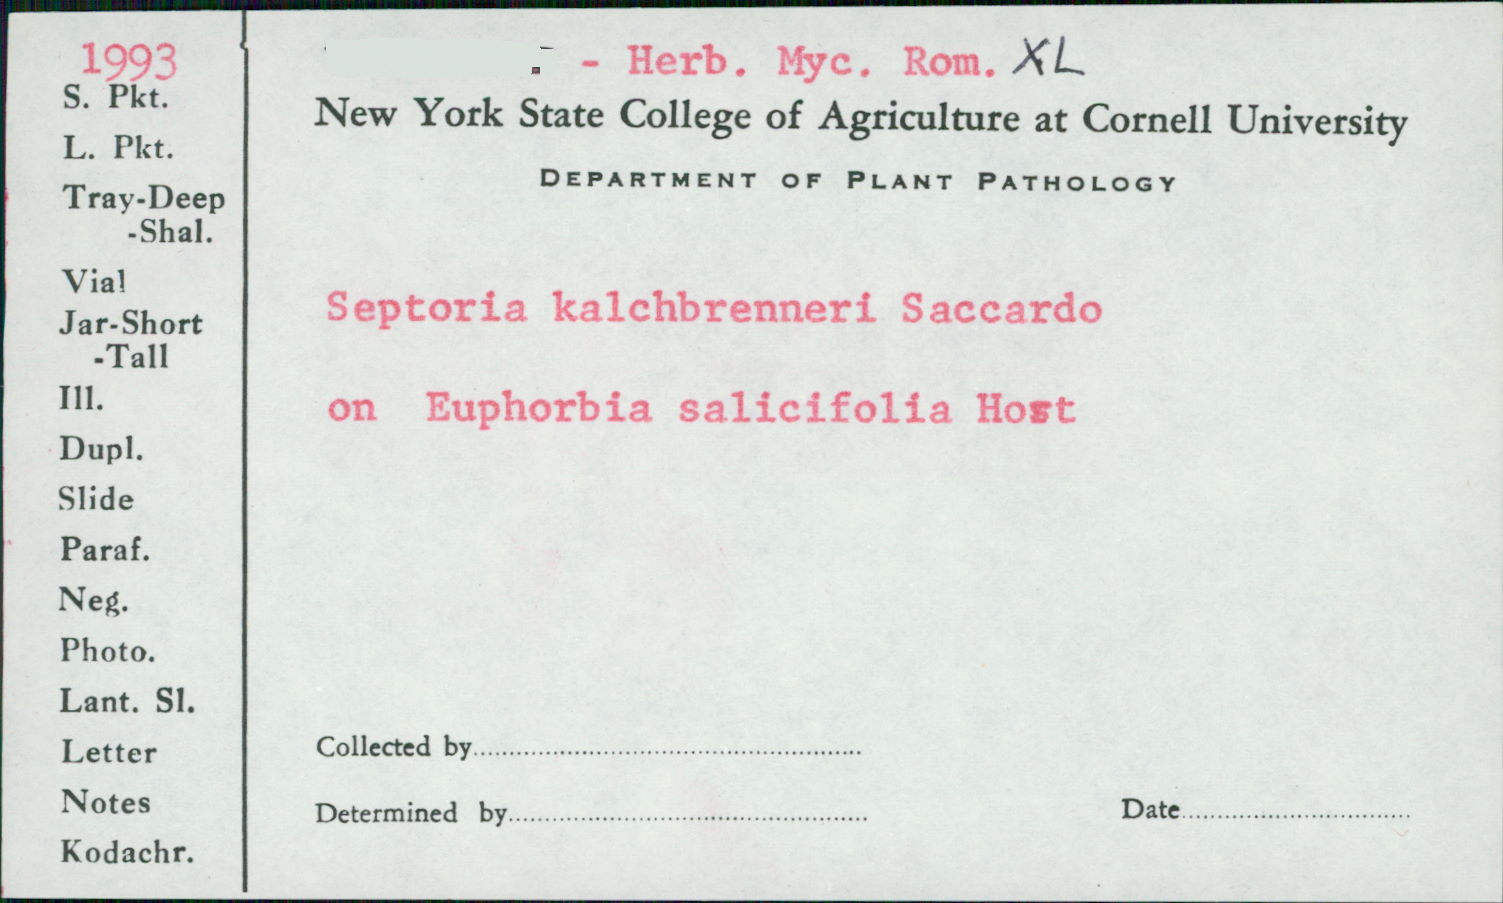 1993
S. Pkt.
L. Pkt.
Tray-Deep
-Shal.
Vial
Jar-Short
-Tall
Ill.
Dupl.
Slide
Paraf.
Neg.
Photo.
Lant. Sl.
Letter
Notes
Kodachr.
- Herb. Myc. Rom. XL
New York State College of Agriculture at Cornell University
DEPARTMENT OF PLANT PATHOLOGY
Septoria kalchbrenneri Saccardo
on Euphorbia salicifolia Host
Collected by
Determined by
Date